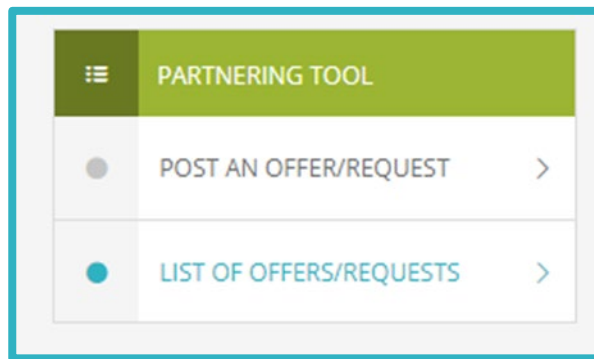 PARTNERING TOOL
POST AN OFFER/REQUEST
LIST OF OFFERS/REQUESTS